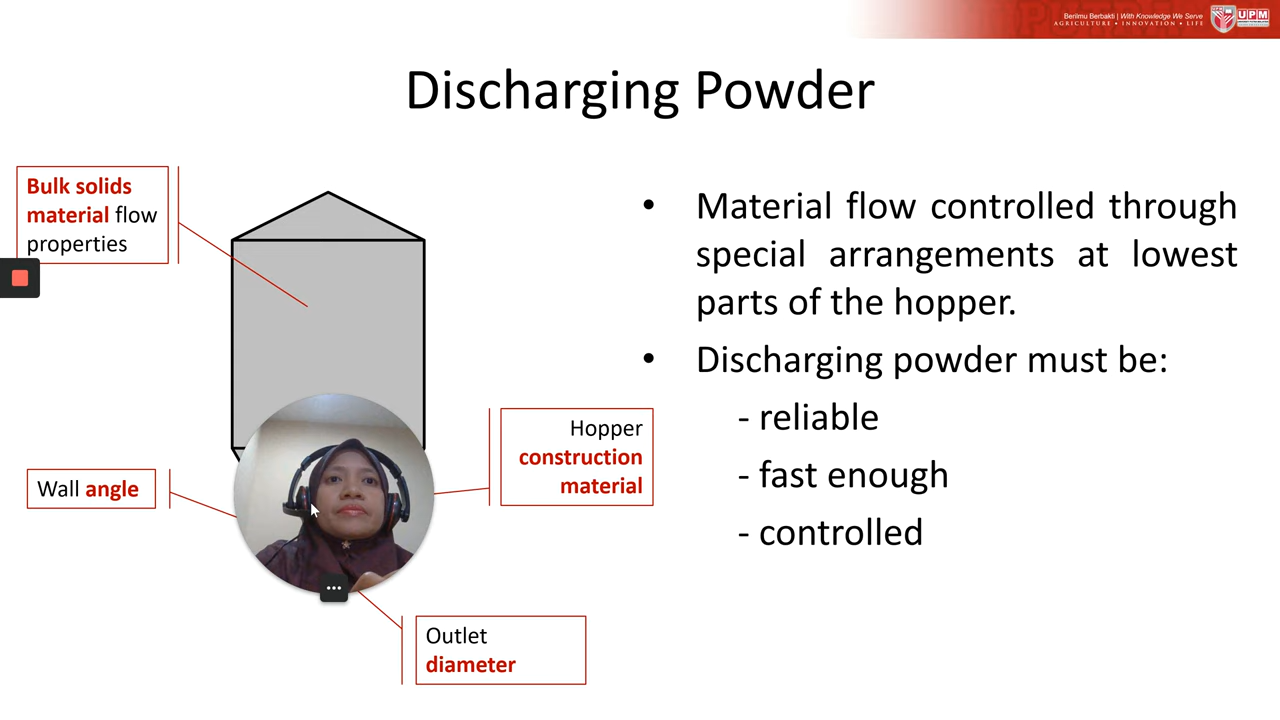 Berilmu Berbakti | With Knowledge We Serve
AGRICULTURE • INNOVATION • LIFE
UPM
Discharging Powder
Bulk solids
material flow
properties
• Material flow controlled through
special arrangements at lowest
parts of the hopper.
• Discharging powder must be:
- reliable
- fast enough
- controlled
Hopper
construction
material
Wall angle
Outlet
diameter